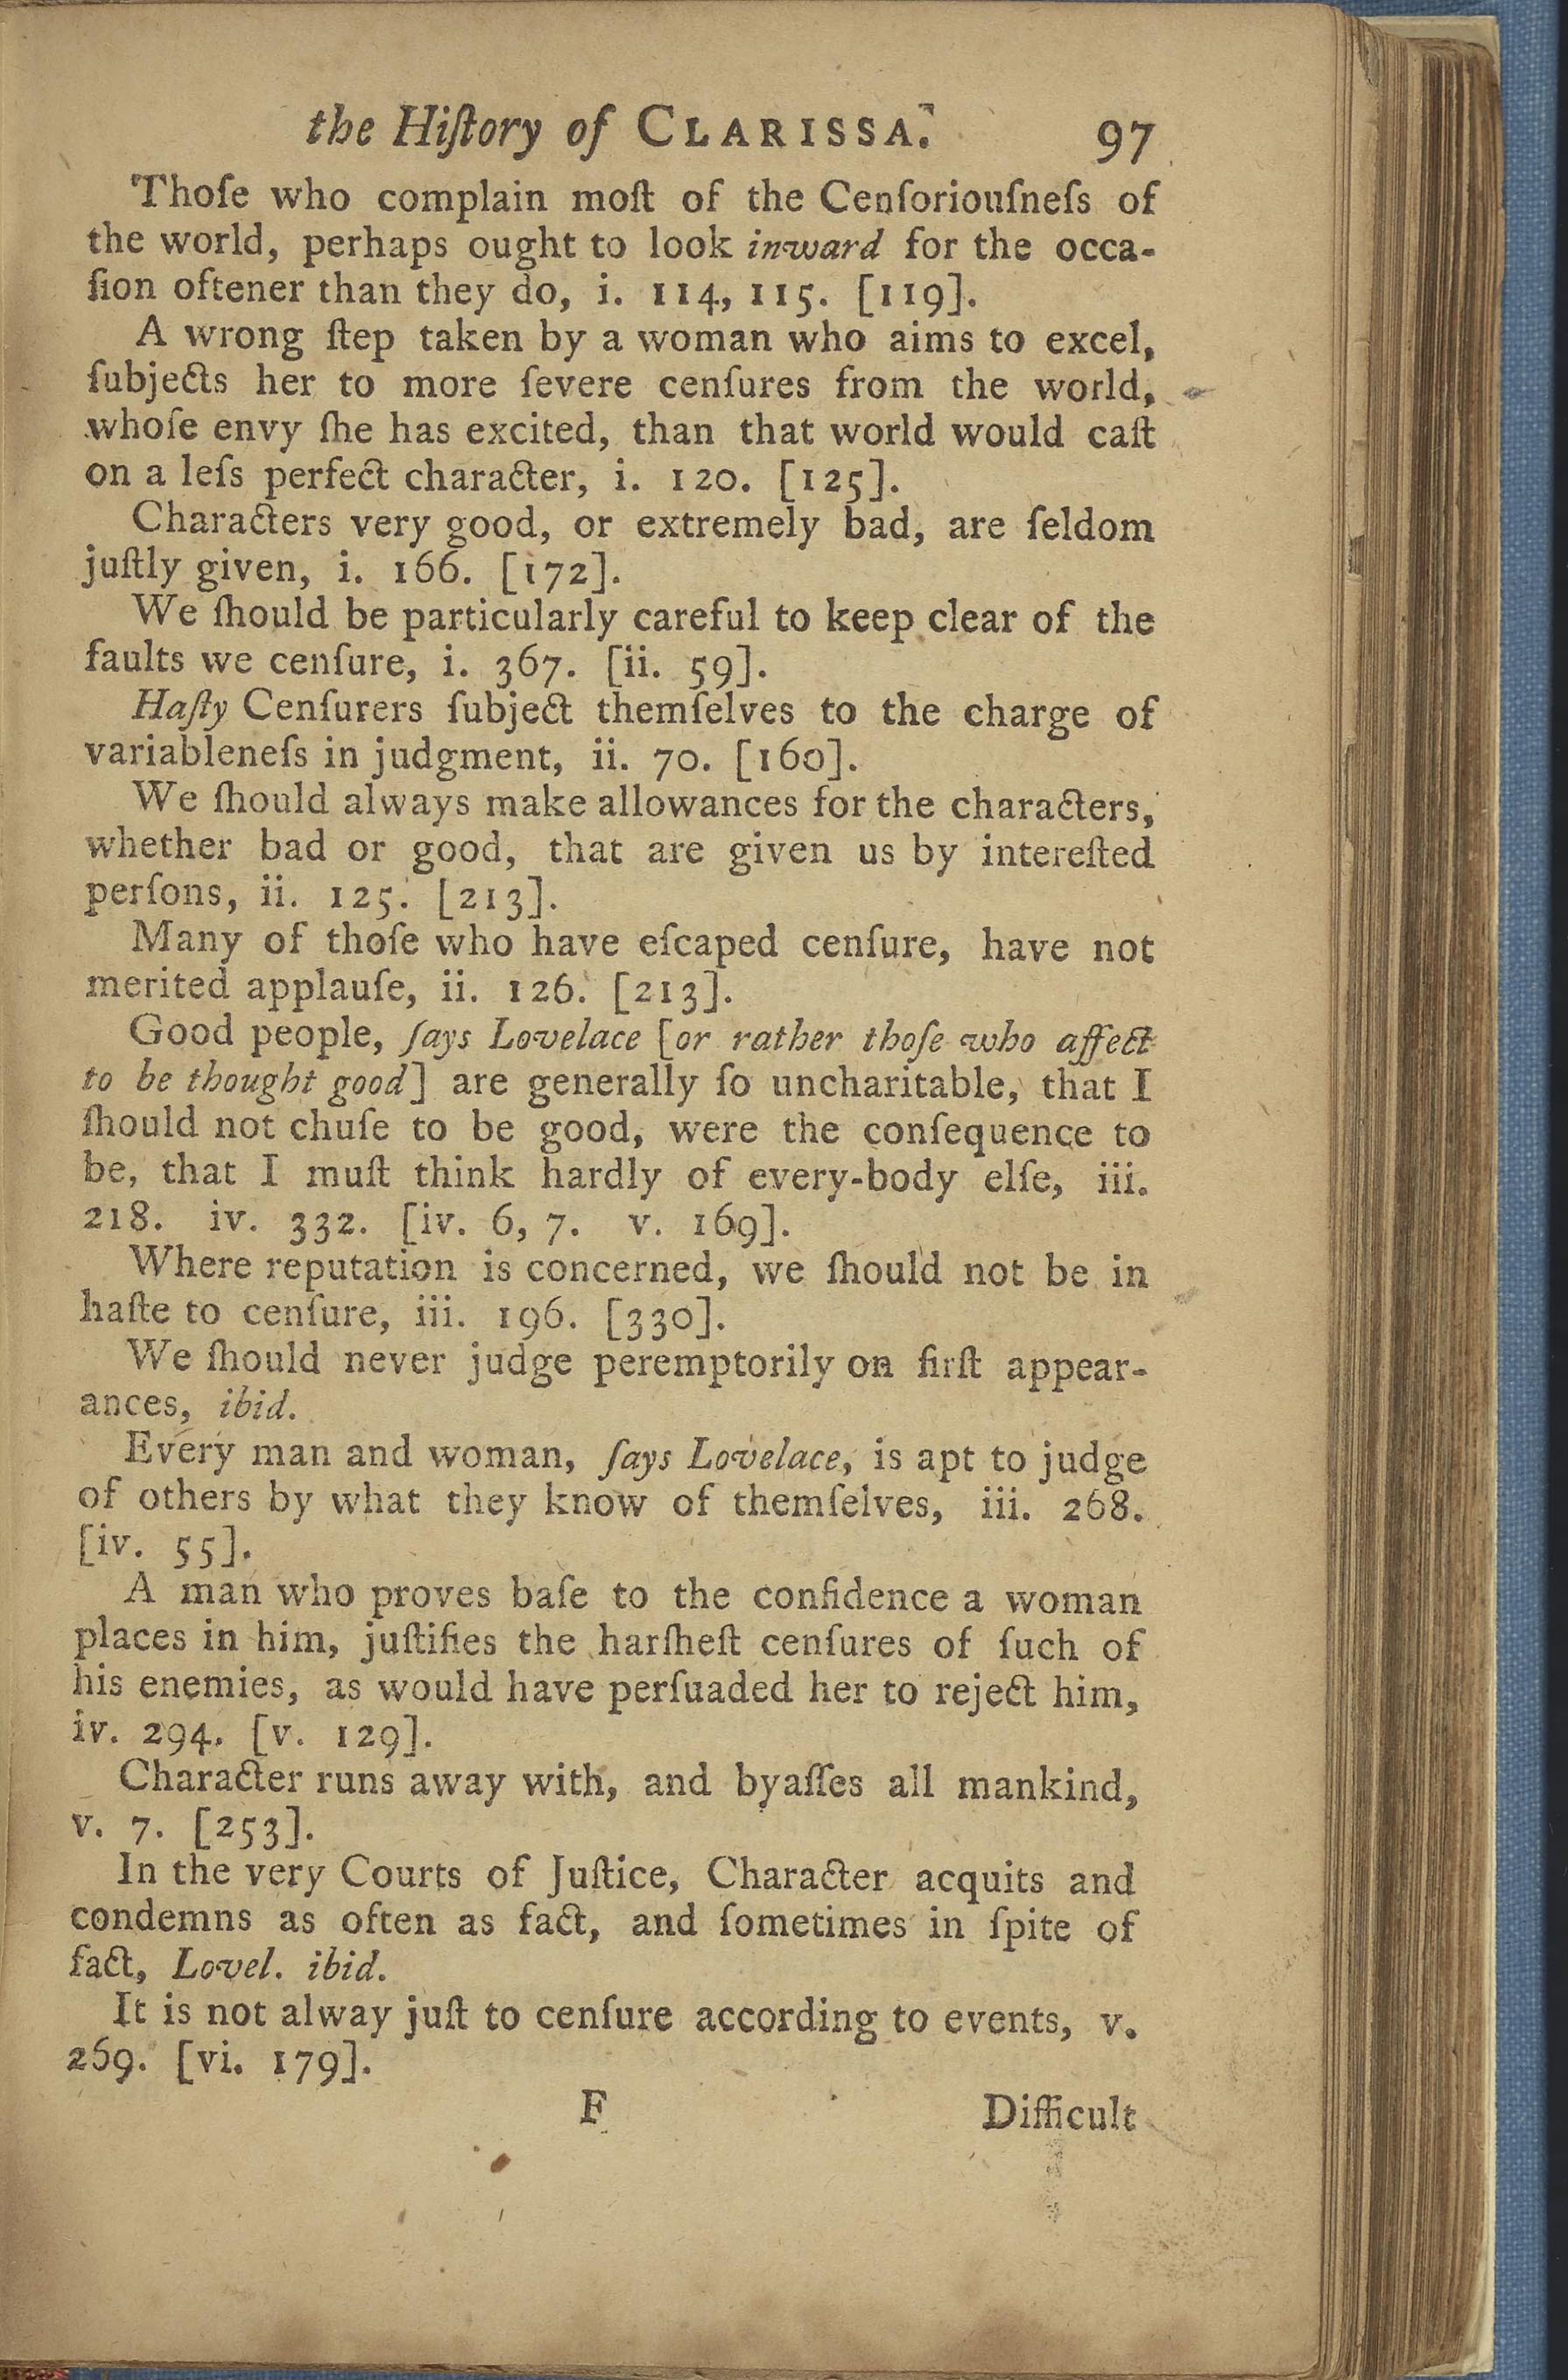 the Hiſtory of CLARISSA. 97
Thoſe who complain moſt of the Cenſoriouſneſs of
the world, perhaps ought to look inward for the occa-
ſion oftener than they do, i. 114, 115. [119].
A wrong ſtep taken by a woman who aims to excel,
ſubjects her to more ſevere cenſures from the world,
whoſe envy ſhe has excited, than that world would caſt
on a leſs perfect character, i. 120. [125].
Characters very good, or extremely bad, are ſeldom
juſtly given, i. 166. [172].
We ſhould be particularly careful to keep clear of the
faults we cenſure, i. 367. [ii. 59].
Haſty Cenſurers ſubject themſelves to the charge of
variableneſs in judgment, ii. 70. [160].
We ſhould always make allowances for the characters,
whether bad or good, that are given us by intereſted
perſons, ii. 125. [213].
Many of thoſe who have eſcaped cenſure, have not
merited applauſe, ii. 126. [213].
Good people, ſays Lovelace [or rather thoſe who affect
to be thought good] are generally ſo uncharitable, that I
ſhould not chuſe to be good, were the conſequence to
be, that I muſt think hardly of every-body elſe, iii.
218. iv. 332. [iv. 6, 7. v. 169].
Where reputation is concerned, we ſhould not be in
haſte to cenſure, iii. 196. [330].
We ſhould never judge peremptorily on firſt appear-
ances, ibid.
Every man and woman, ſays Lovelace, is apt to judge
of others by what they know of themſelves, iii. 268.
[iv. 55].
A man who proves baſe to the confidence a woman
places in him, juſtifies the harſheſt cenſures of ſuch of
his enemies, as would have perſuaded her to reject him,
iv. 294. [v. 129].
Character runs away with, and byaſſes all mankind,
v. 7. [253].
In the very Courts of Juſtice, Character acquits and
condemns as often as fact, and ſometimes in ſpite of
fact, Lovel. ibid.
It is not alway juſt to cenſure according to events, v.
269. [vi. 179].
F Difficult